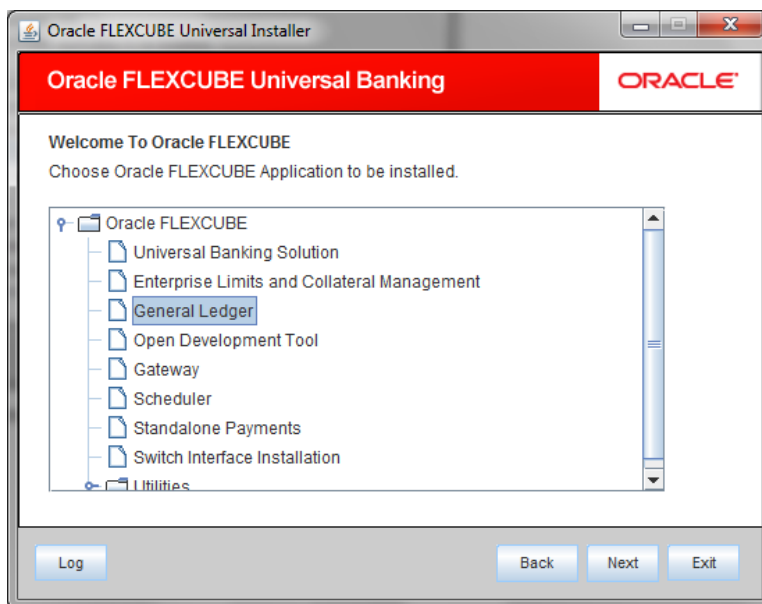 Oracle FLEXCUBE Universal Installer
Oracle FLEXCUBE Universal Banking
ORACLE
Welcome To Oracle FLEXCUBE
Choose Oracle FLEXCUBE Application to be installed.
Oracle FLEXCUBE
Universal Banking Solution
Enterprise Limits and Collateral Management
General Ledger
Open Development Tool
Gateway
Scheduler
Standalone Payments
Switch Interface Installation
Utilities
Log Back Next Exit